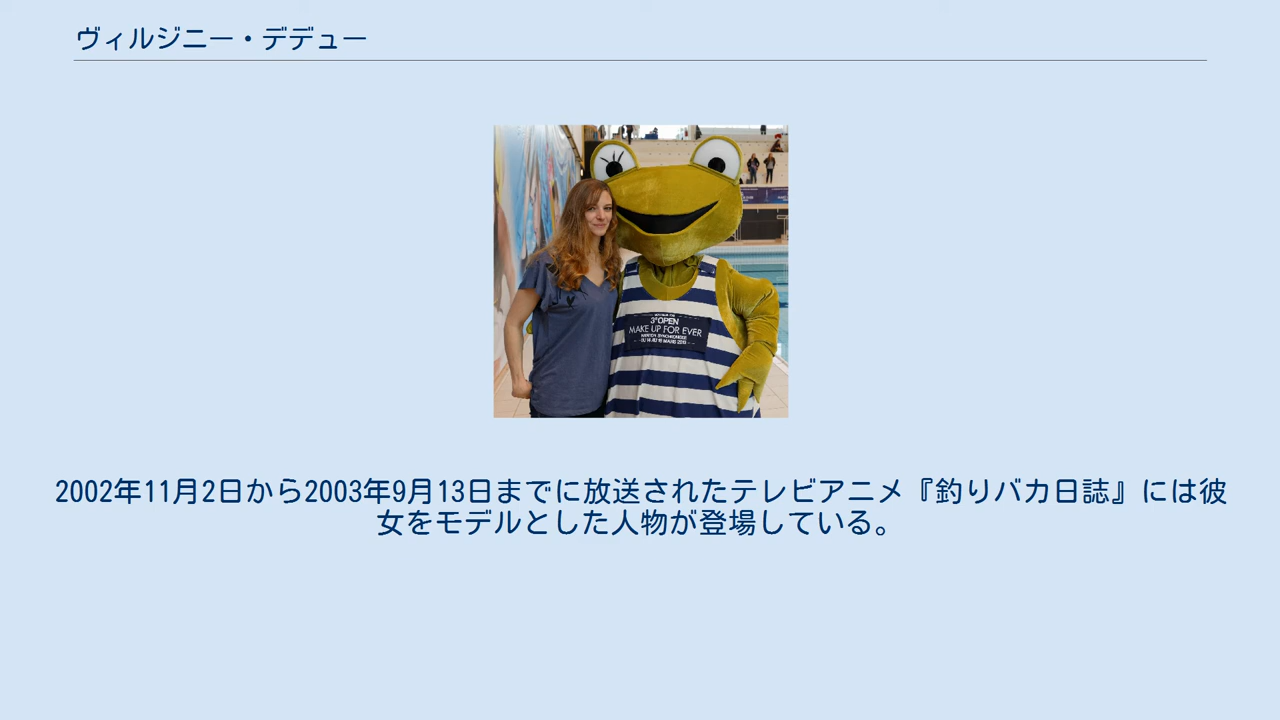 ヴィルジニー・デデュー
3°OPEN
MAKE UP FOR EVER
2002年11月2日から2003年9月13日までに放送されたテレビアニメ『釣りバカ日誌』には彼
女をモデルとした人物が登場している。